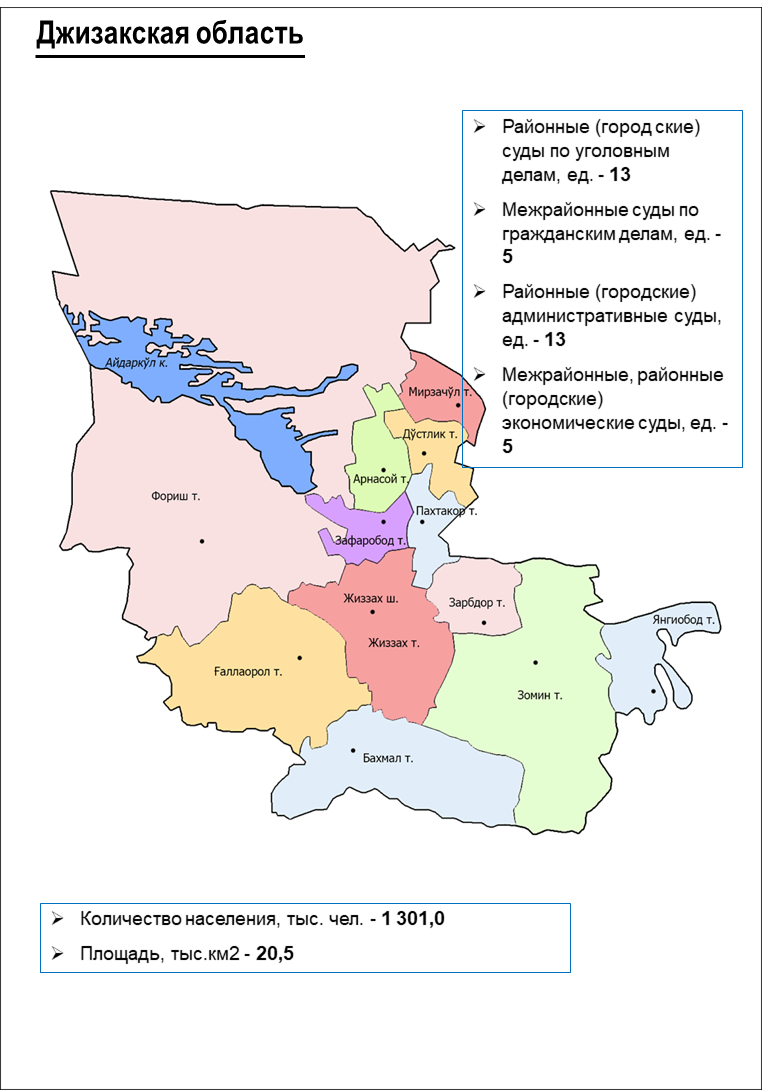 Джизакская область
Районные (город ские)
суды по уголовным
делам, ед. - 13
Межрайонные суды по
гражданским делам, ед. -
5
Районные (городские)
административные суды,
ед. - 13
Межрайонные, районные
(городские)
экономические суды, ед. -
5
Айдаркўл к.
Мирзачўл т.
Дўстлик т.
Арнасой т.
Фориш т.
Пахтакор т.
Зафаробод т.
Жиззах ш.
Зарбдор т.
Янгиобод т.
Жиззах т.
Ғаллаорол т.
Зомин т.
Бахмал т.
Количество населения, тыс. чел. - 1 301,0
Площадь, тыс.км2 - 20,5